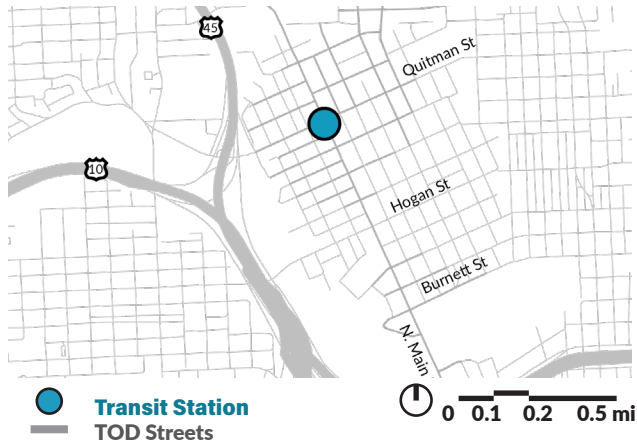 45
Quitman St
10
Hogan St
Burnett St
N. Main
Transit Station
TOD Streets
0 0.1 0.2 0.5 mi